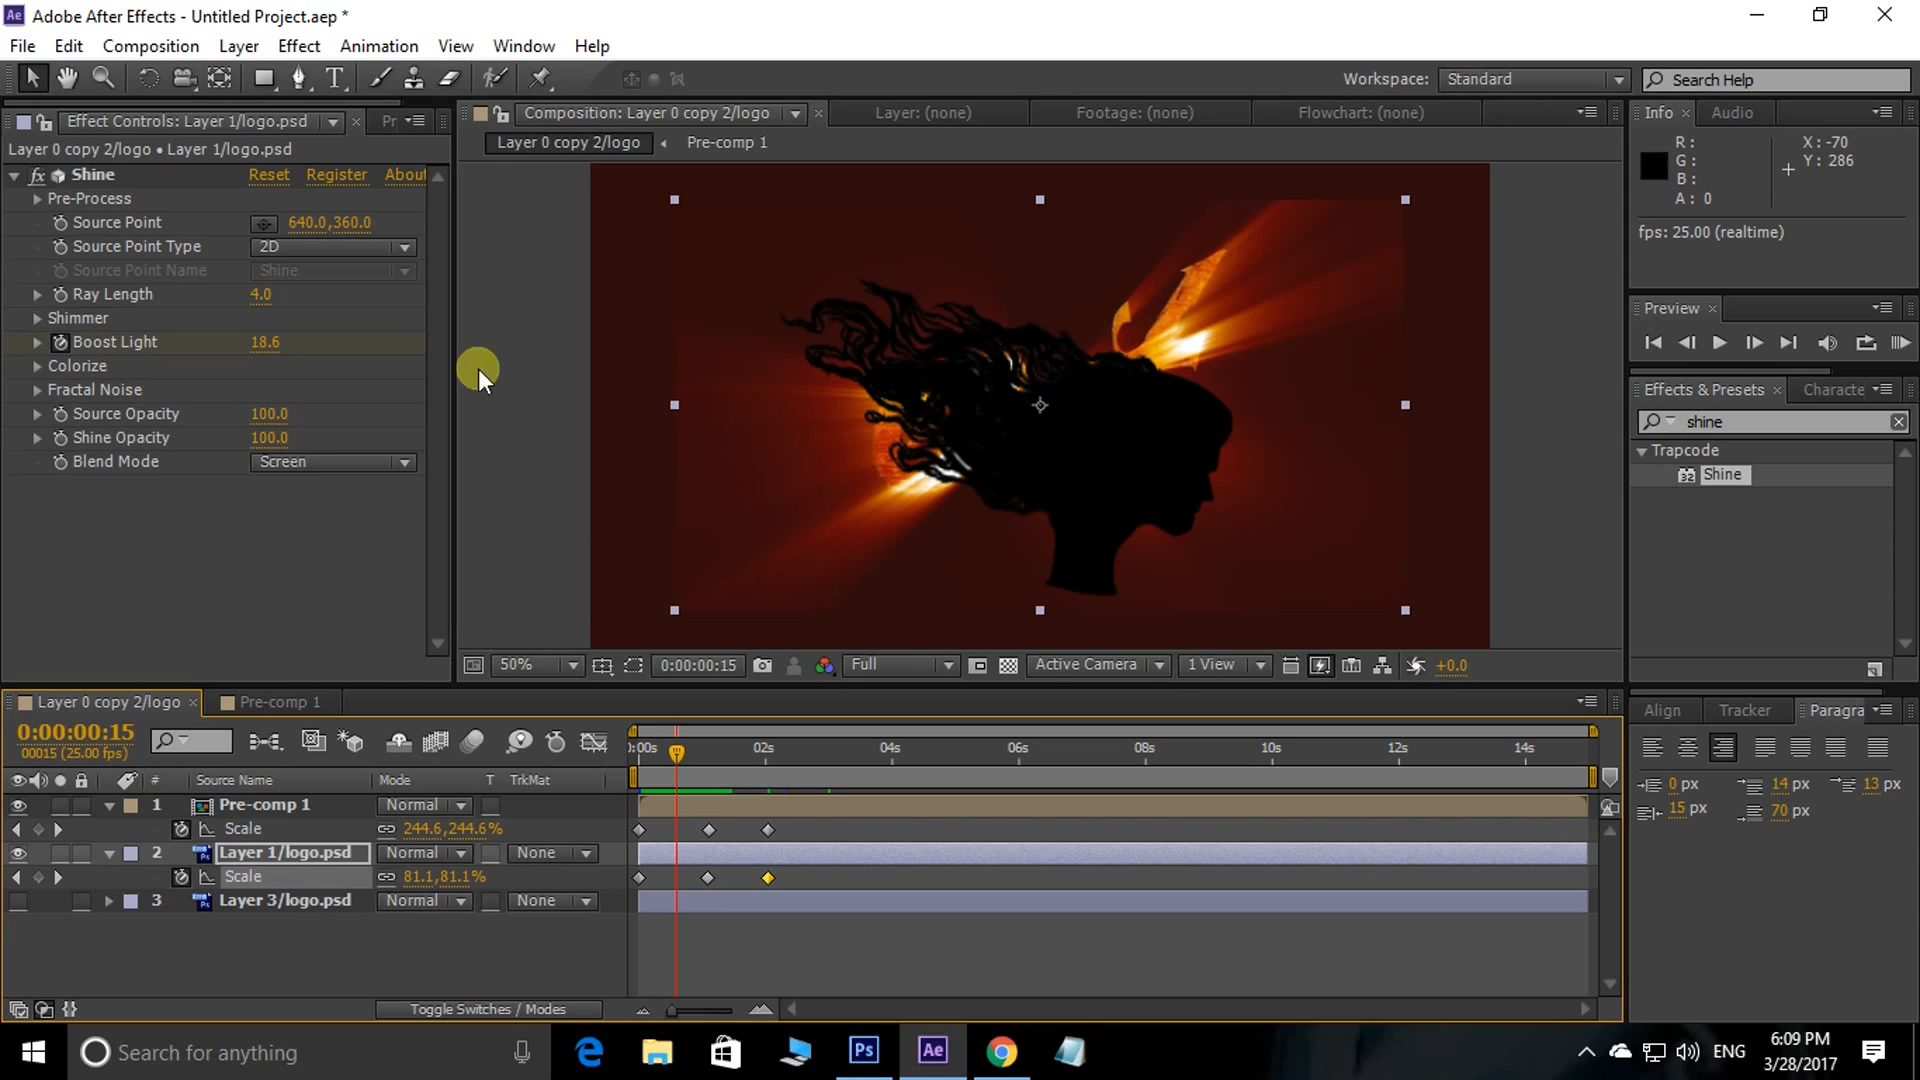 Ae Adobe After Effects - Untitled Project.aep *
File Edit Composition Layer Effect Animation View Window Help
Workspace: Standard Search Help
Effect Controls: Layer 1/logo.psd Pr
Layer 0 copy 2/logo • Layer 1/logo.psd
fx Shine Reset Register About
Pre-Process
Source Point 640.0,360.0
Source Point Type 2D
Source Point Name Shine
Ray Length 4.0
Shimmer
Boost Light 18.6
Colorize
Fractal Noise
Source Opacity 100.0
Shine Opacity 100.0
Blend Mode Screen
Composition: Layer 0 copy 2/logo Layer: (none) Footage: (none) Flowchart: (none)
Layer 0 copy 2/logo Pre-comp 1
50% 0:00:00:15 Full Active Camera 1 View +0.0
Info Audio
R: X: -70
G: Y: 286
B:
A: 0
fps: 25.00 (realtime)
Preview
Effects & Presets Characte
shine
Trapcode
32 Shine
Layer 0 copy 2/logo Pre-comp 1
0:00:00:15
00015 (25.00 fps)
):00s 02s 04s 06s 08s 10s 12s 14s
# Source Name Mode T TrkMat
1 Pre-comp 1 Normal
Scale 244.6,244.6%
2 Layer 1/logo.psd Normal None
Scale 81.1,81.1%
3 Layer 3/logo.psd Normal None
Toggle Switches / Modes
Align Tracker Paragra
0 px 14 px 13 px
15 px 70 px
Search for anything
Ps Ae
ENG
6:09 PM
3/28/2017